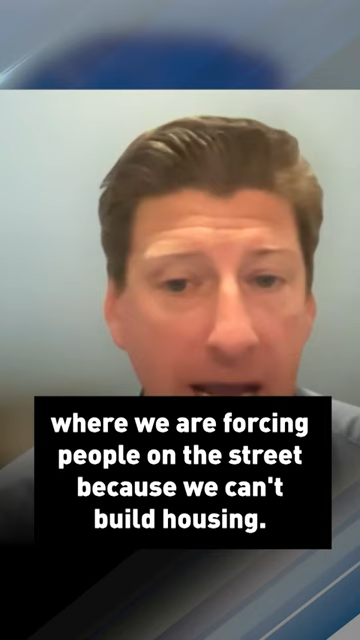 where we are forcing
people on the street
because we can't
build housing.